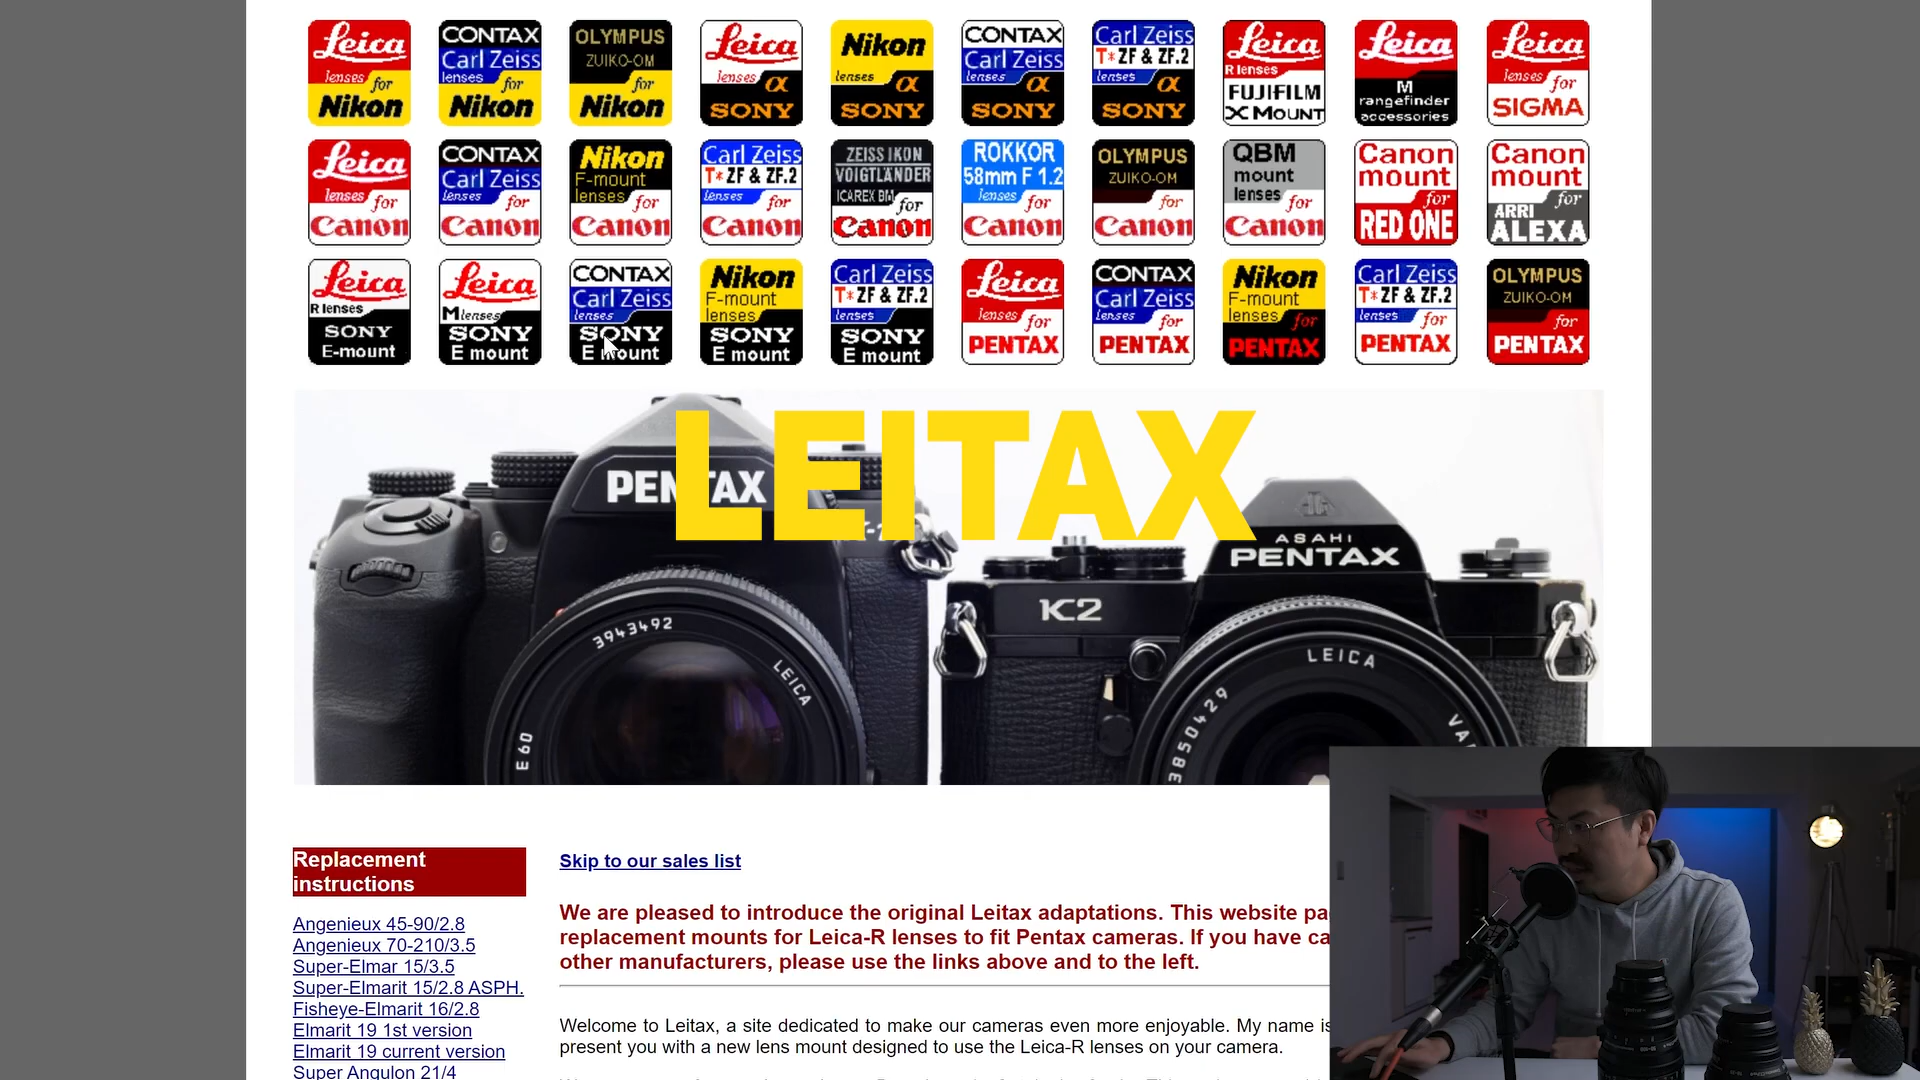 Leica
lenses for
Nikon
CONTAX
Carl Zeiss
lenses for
Nikon
OLYMPUS
ZUIKO-OM
for
Nikon
Leica
lenses α
SONY
Nikon
lenses α
SONY
CONTAX
Carl Zeiss
lenses α
SONY
Carl Zeiss
T* ZF & ZF.2
lenses α
SONY
Leica
R lenses
FUJIFILM
X MOUNT
Leica
M
rangefinder
accessories
Leica
lenses for
SIGMA
Leica
lenses for
Canon
CONTAX
Carl Zeiss
lenses for
Canon
Nikon
F-mount
lenses for
Canon
Carl Zeiss
T* ZF & ZF.2
lenses for
Canon
ZEISS IKON
VOIGTLÄNDER
ICAREX BM for
Canon
ROKKOR
58mm F 1.2
lenses for
Canon
OLYMPUS
ZUIKO-OM
for
Canon
QBM
mount
lenses for
Canon
Canon
mount
for
RED ONE
Canon
mount
for
ARRI
ALEXA
Leica
R lenses
SONY
E-mount
Leica
M lenses
SONY
E mount
CONTAX
Carl Zeiss
lenses
SONY
E mount
Nikon
F-mount
lenses
SONY
E mount
Carl Zeiss
T* ZF & ZF.2
lenses
SONY
E mount
Leica
lenses for
PENTAX
CONTAX
Carl Zeiss
lenses for
PENTAX
Nikon
F-mount
lenses for
PENTAX
Carl Zeiss
T* ZF & ZF.2
lenses for
PENTAX
OLYMPUS
ZUIKO-OM
for
PENTAX
LEITAX
PENTAX
ASAHI
PENTAX
K2
3943492
LEICA
E60
LEICA
3850429
Replacement
instructions
Angenieux 45-90/2.8
Angenieux 70-210/3.5
Super-Elmar 15/3.5
Super-Elmarit 15/2.8 ASPH.
Fisheye-Elmarit 16/2.8
Elmarit 19 1st version
Elmarit 19 current version
Super Angulon 21/4
Skip to our sales list
We are pleased to introduce the original Leitax adaptations. This website
replacement mounts for Leica-R lenses to fit Pentax cameras. If you have
other manufacturers, please use the links above and to the left.
Welcome to Leitax, a site dedicated to make our cameras even more enjoyable. My name is
present you with a new lens mount designed to use the Leica-R lenses on your camera.